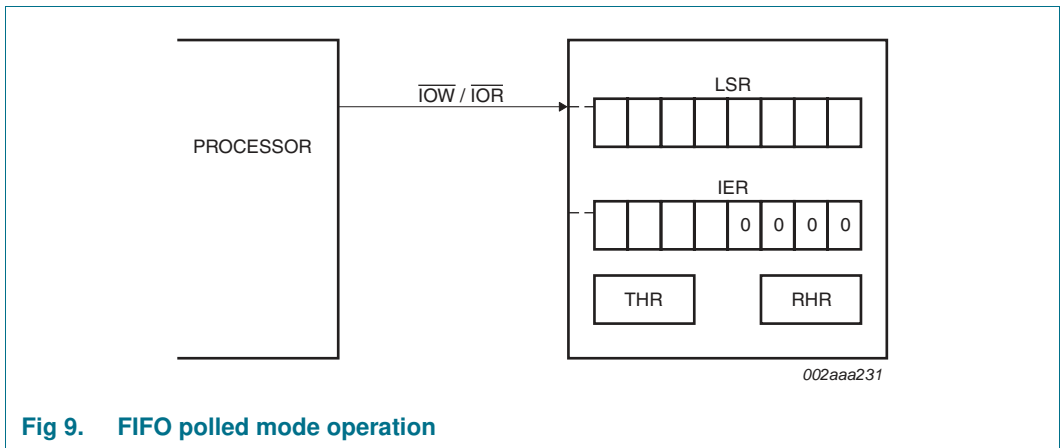 IOW / IOR
PROCESSOR
LSR
IER
0 0 0 0
THR RHR
002aaa231
Fig 9. FIFO polled mode operation